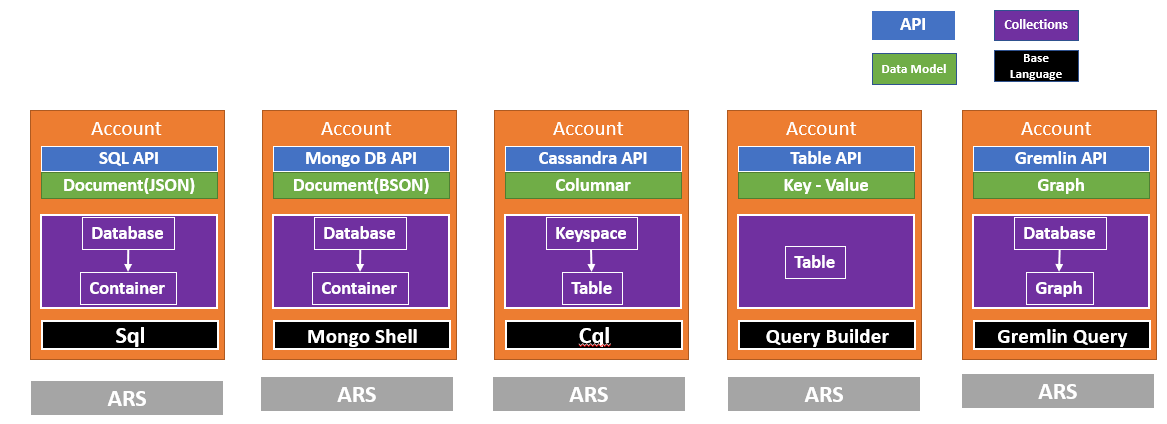 API
Collections
Data Model
Base
Language
Account
SQL API
Document(JSON)
Database
Container
Sql
ARS
Account
Mongo DB API
Document(BSON)
Database
Container
Mongo Shell
ARS
Account
Cassandra API
Columnar
Keyspace
Table
Cql
ARS
Account
Table API
Key - Value
Table
Query Builder
ARS
Account
Gremlin API
Graph
Database
Graph
Gremlin Query
ARS